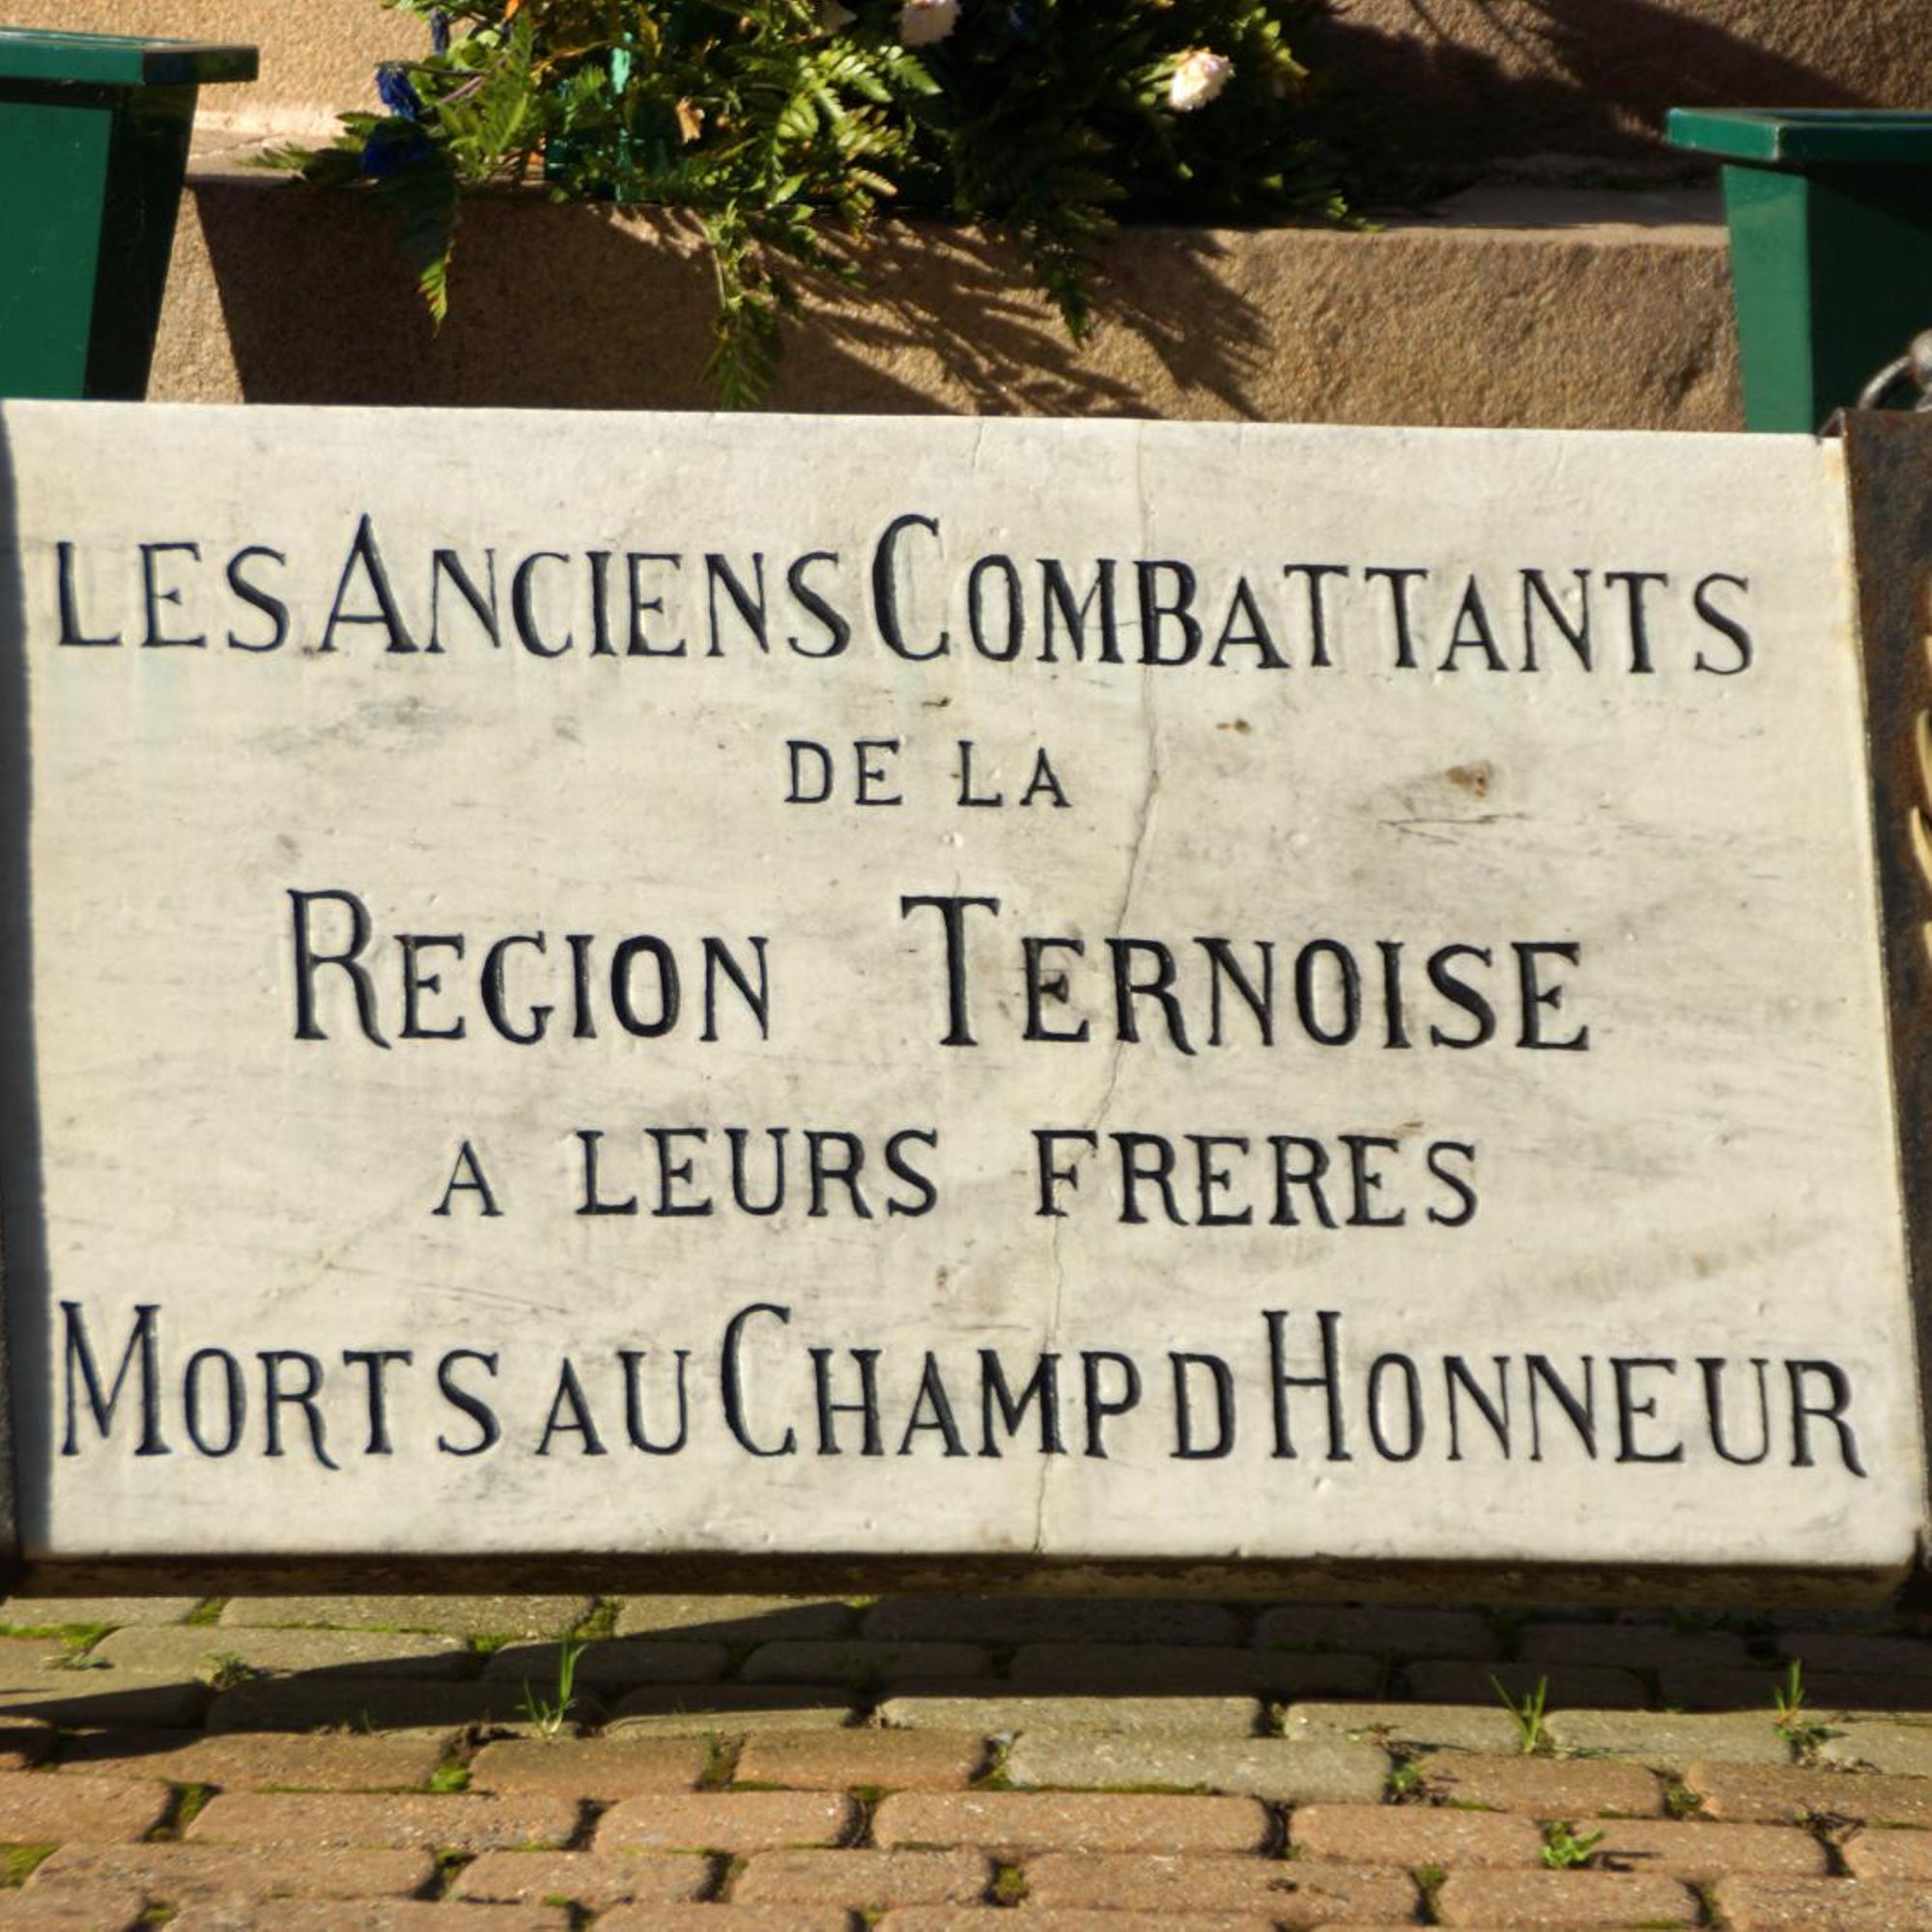 LES ANCIENS COMBATTANTS
DE LA
REGION TERNOISE
A LEURS FRERES
MORTS AU CHAMP D HONNEUR